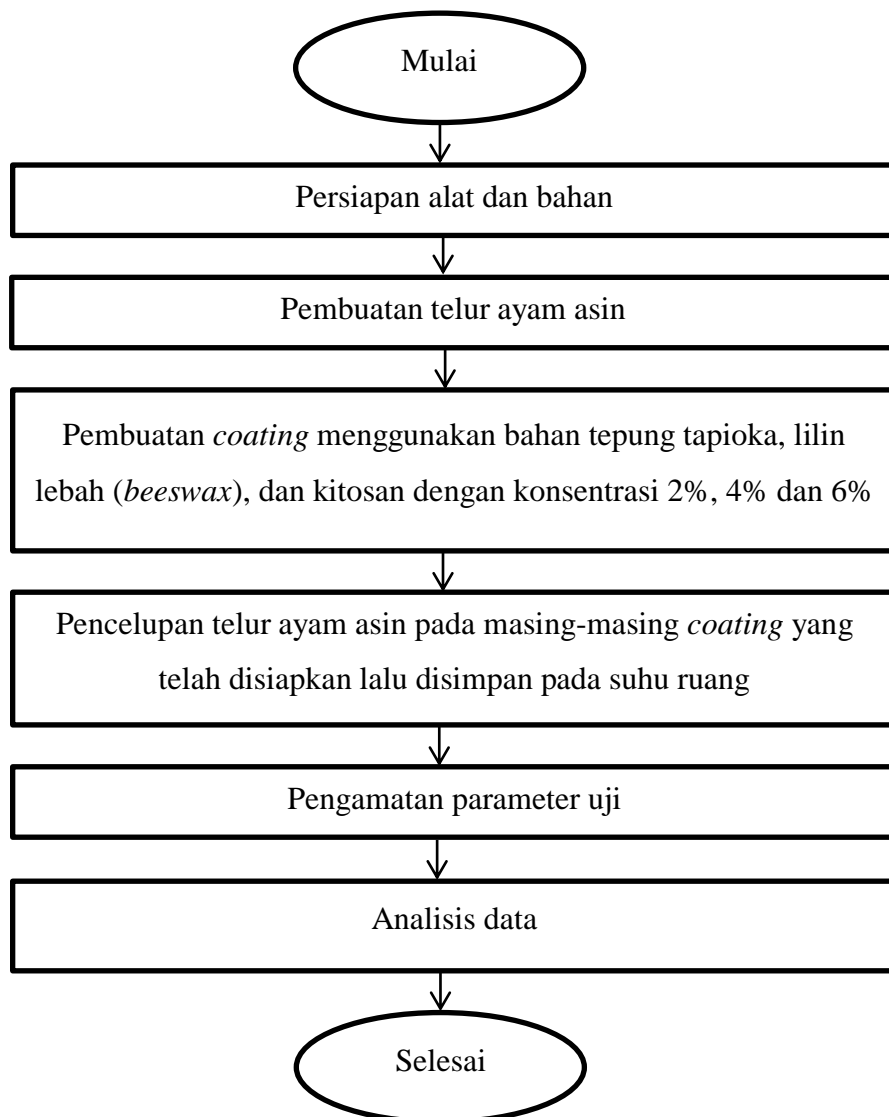 Mulai
Persiapan alat dan bahan
Pembuatan telur ayam asin
Pembuatan coating menggunakan bahan tepung tapioka, lilin
lebah (beeswax), dan kitosan dengan konsentrasi 2%, 4% dan 6%
Pencelupan telur ayam asin pada masing-masing coating yang
telah disiapkan lalu disimpan pada suhu ruang
Pengamatan parameter uji
Analisis data
Selesai